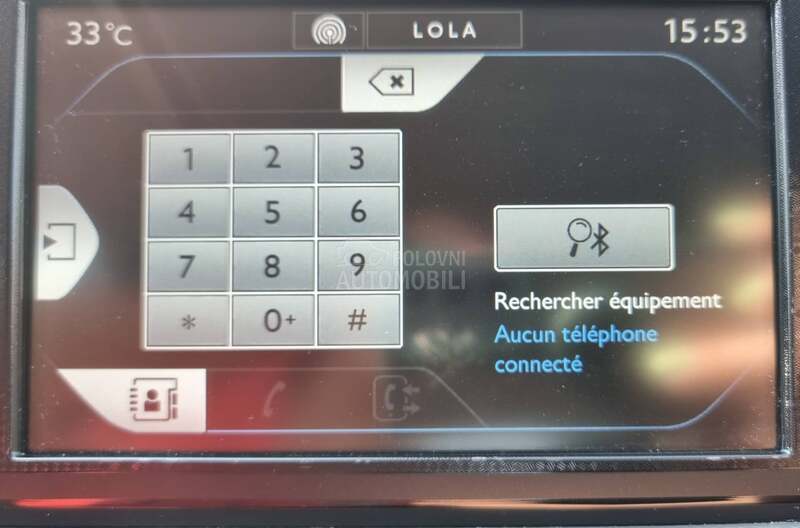 33°C LOLA 15:53
1 2 3
4 5 6
7 8 9
* 0+ #
POLOVNI
AUTOMOBILI
Rechercher équipement
Aucun téléphone
connecté